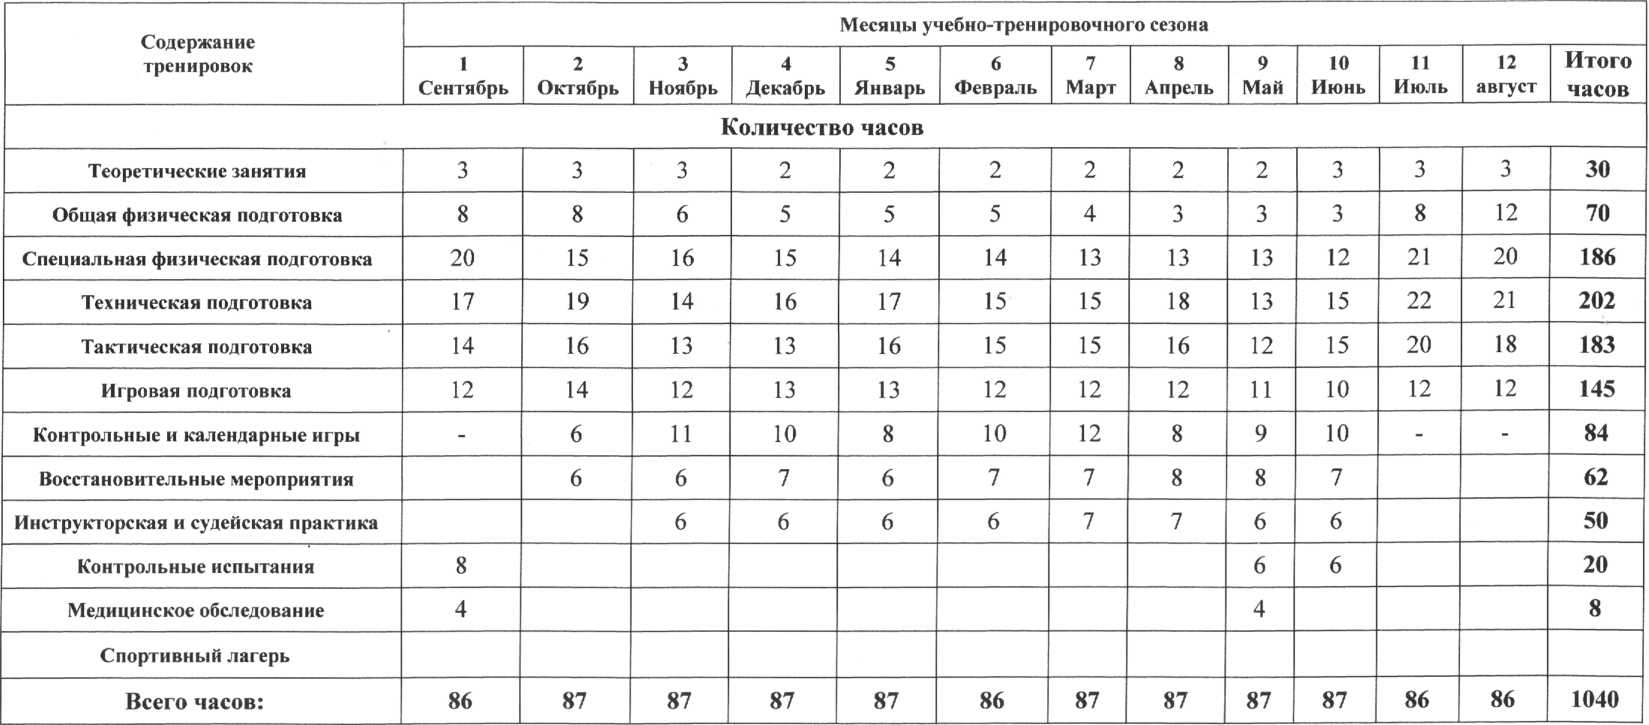 Содержание тренировок
Месяцы учебно-тренировочного сезона
1 Сентябрь 2 Октябрь 3 Ноябрь 4 Декабрь 5 Январь 6 Февраль 7 Март 8 Апрель 9 Май 10 Июнь 11 Июль 12 август Итого часов
Количество часов
Теоретические занятия 3 3 3 2 2 2 2 2 2 3 3 3 30
Общая физическая подготовка 8 8 6 5 5 5 4 3 3 3 8 12 70
Специальная физическая подготовка 20 15 16 15 14 14 13 13 13 12 21 20 186
Техническая подготовка 17 19 14 16 17 15 15 18 13 15 22 21 202
Тактическая подготовка 14 16 13 13 16 15 15 16 12 15 20 18 183
Игровая подготовка 12 14 12 13 13 12 12 12 11 10 12 12 145
Контрольные и календарные игры - 6 11 10 8 10 12 8 9 10 - - 84
Восстановительные мероприятия 6 6 7 6 7 7 8 8 7 62
Инструкторская и судейская практика 6 6 6 6 7 7 6 6 50
Контрольные испытания 8 6 6 20
Медицинское обследование 4 4 8
Спортивный лагерь
Всего часов: 86 87 87 87 87 86 87 87 87 87 86 86 1040